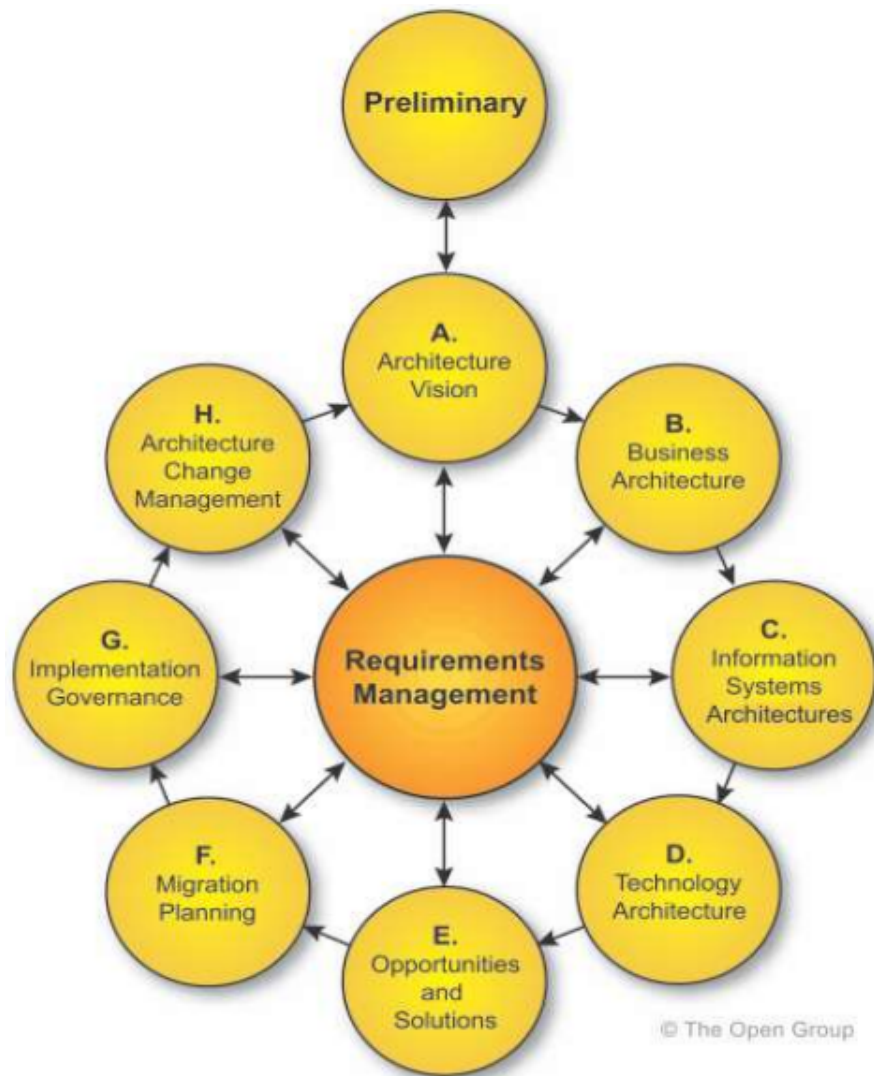 Preliminary
A.
Architecture
Vision
B.
Business
Architecture
C.
Information
Systems
Architectures
D.
Technology
Architecture
E.
Opportunities
and
Solutions
F.
Migration
Planning
G.
Implementation
Governance
H.
Architecture
Change
Management
Requirements
Management
© The Open Group